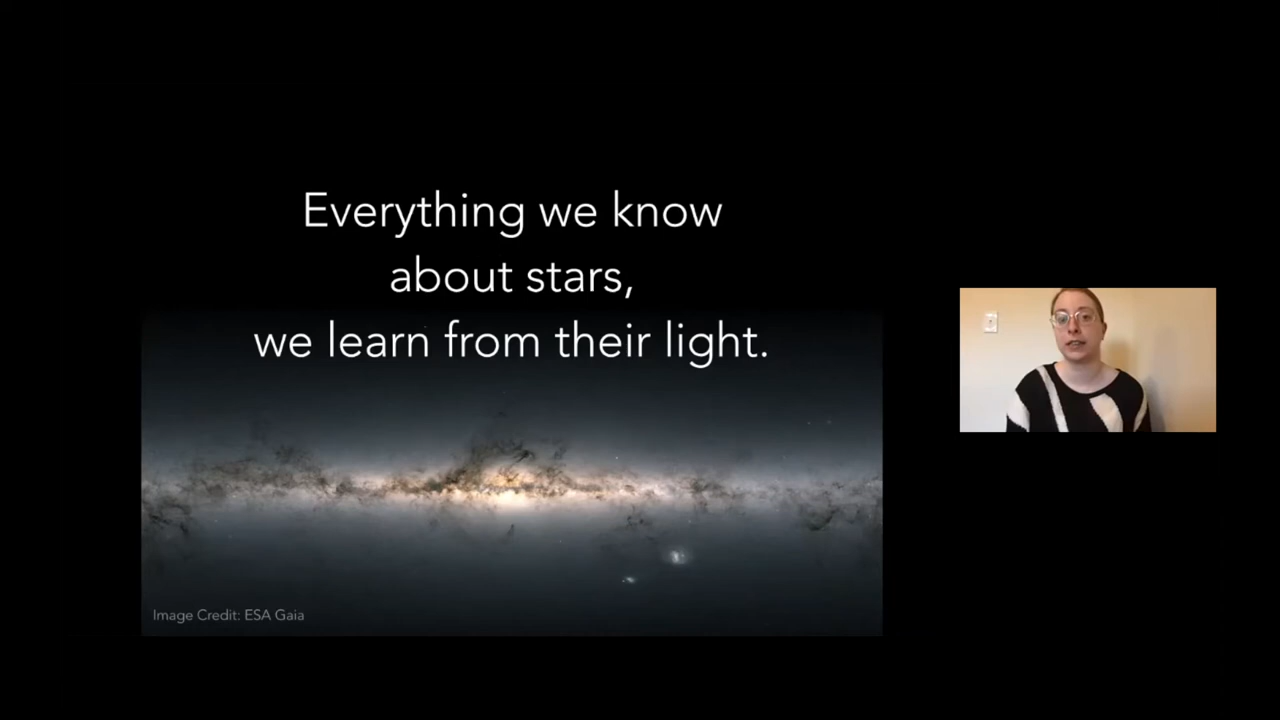 Everything we know
about stars,
we learn from their light.
Image Credit: ESA Gaia